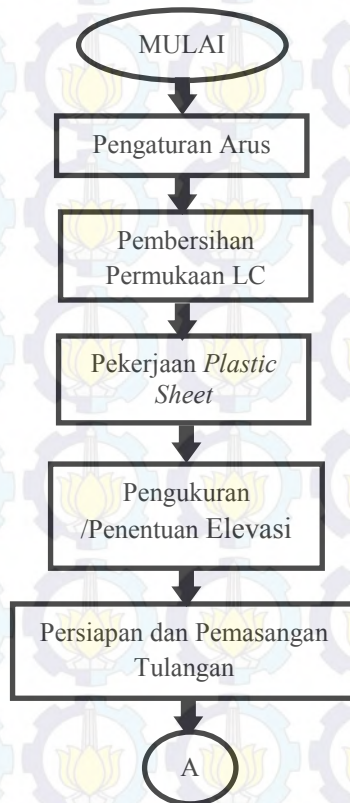 MULAI
Pengaturan Arus
Pembersihan
Permukaan LC
Pekerjaan Plastic
Sheet
Pengukuran
/Penentuan Elevasi
Persiapan dan Pemasangan
Tulangan
A